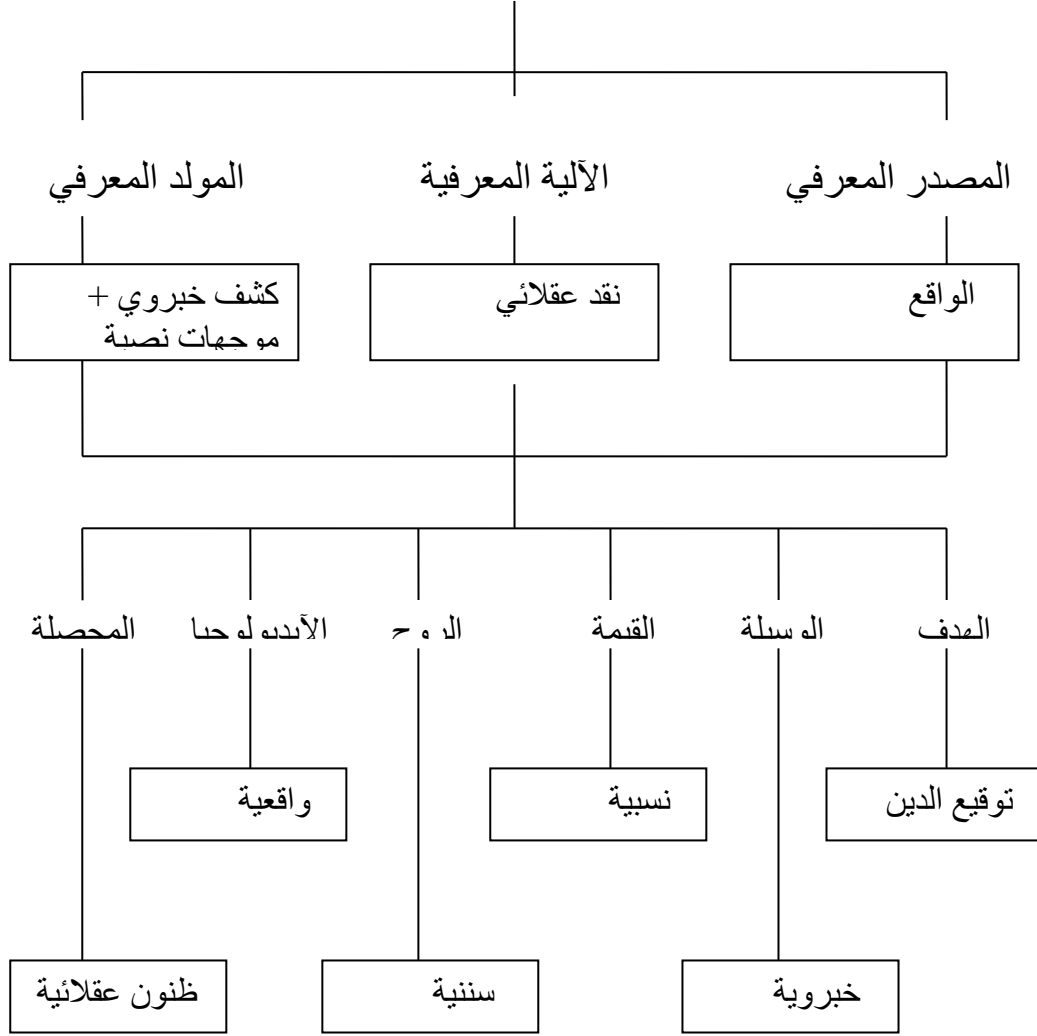 المصدر المعرفي
الآلية المعرفية
المولد المعرفي
الواقع
نقد عقلائي
كشف خبروي +
موجهات نصية
الهدف
الوسيلة
القيمة
الروح
الآيديولوجيا
المحصلة
توقيع الدين
نسبية
واقعية
خبروية
سننية
ظنون عقلائية